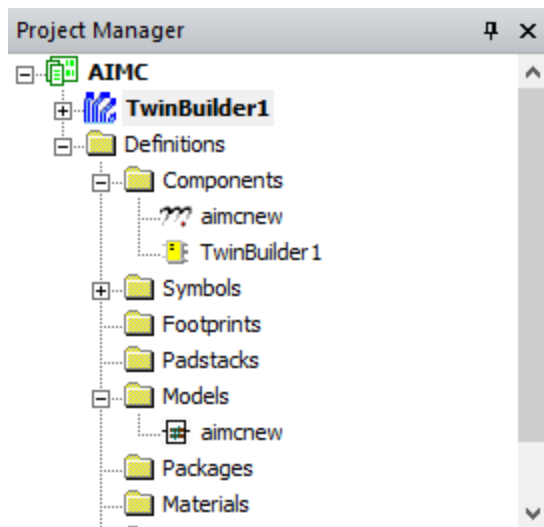 Project Manager
AIMC
TwinBuilder1
Definitions
Components
aimcnew
TwinBuilder1
Symbols
Footprints
Padstacks
Models
aimcnew
Packages
Materials